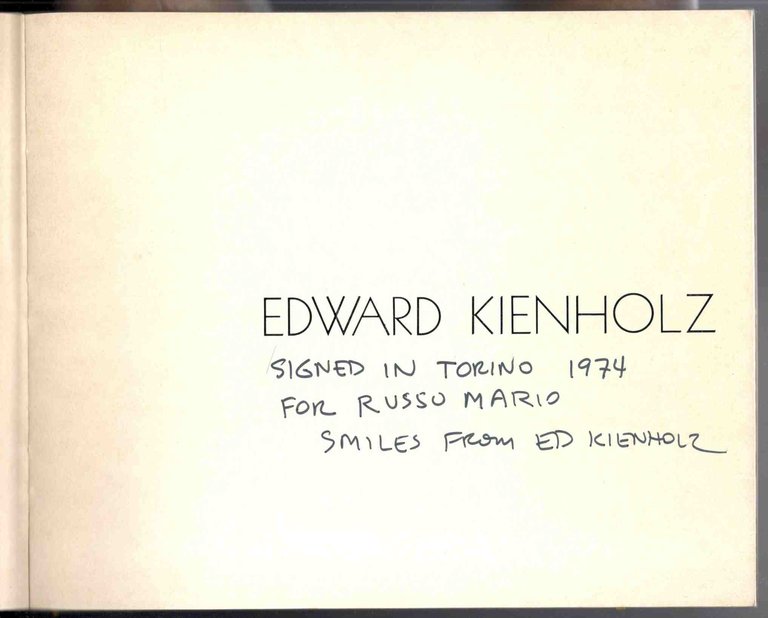 EDWARD KIENHOLZ
SIGNED IN TORINO 1974
FOR RUSSO MARIO
SMILES FROM ED KIENHOLZ